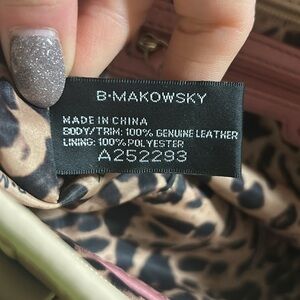 B·MAKOWSKY
MADE IN CHINA
BODY/TRIM: 100% GENUINE LEATHER
LINING: 100% POLYESTER
A252293